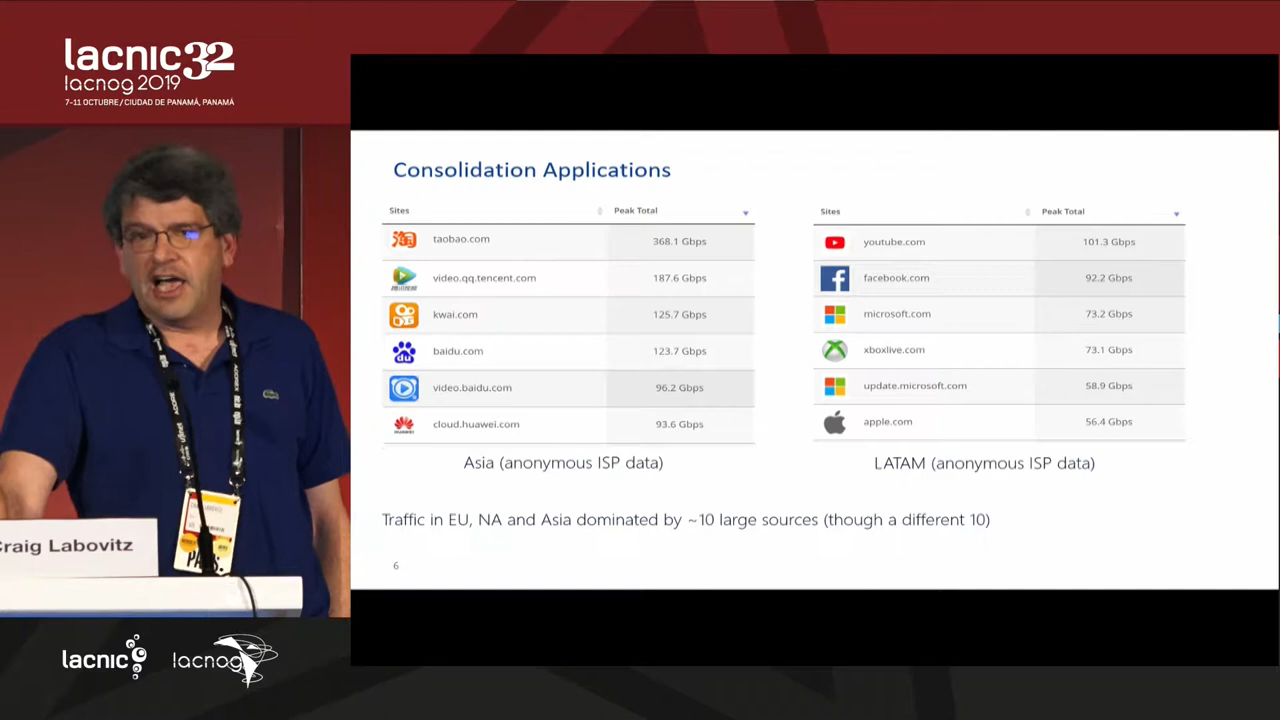 lacnic32
lacnog 2019
7-11 OCTUBRE / CIUDAD DE PANAMÁ, PANAMÁ
Consolidation Applications
Sites Peak Total
taobao.com 368.1 Gbps
video.qq.tencent.com 187.6 Gbps
kwai.com 125.7 Gbps
baidu.com 123.7 Gbps
video.baidu.com 96.2 Gbps
cloud.huawei.com 93.6 Gbps
Asia (anonymous ISP data)
Sites Peak Total
youtube.com 101.3 Gbps
facebook.com 92.2 Gbps
microsoft.com 73.2 Gbps
xboxlive.com 73.1 Gbps
update.microsoft.com 58.9 Gbps
apple.com 56.4 Gbps
LATAM (anonymous ISP data)
Traffic in EU, NA and Asia dominated by ~10 large sources (though a different 10)
6
Craig Labovitz
lacnic
lacnog